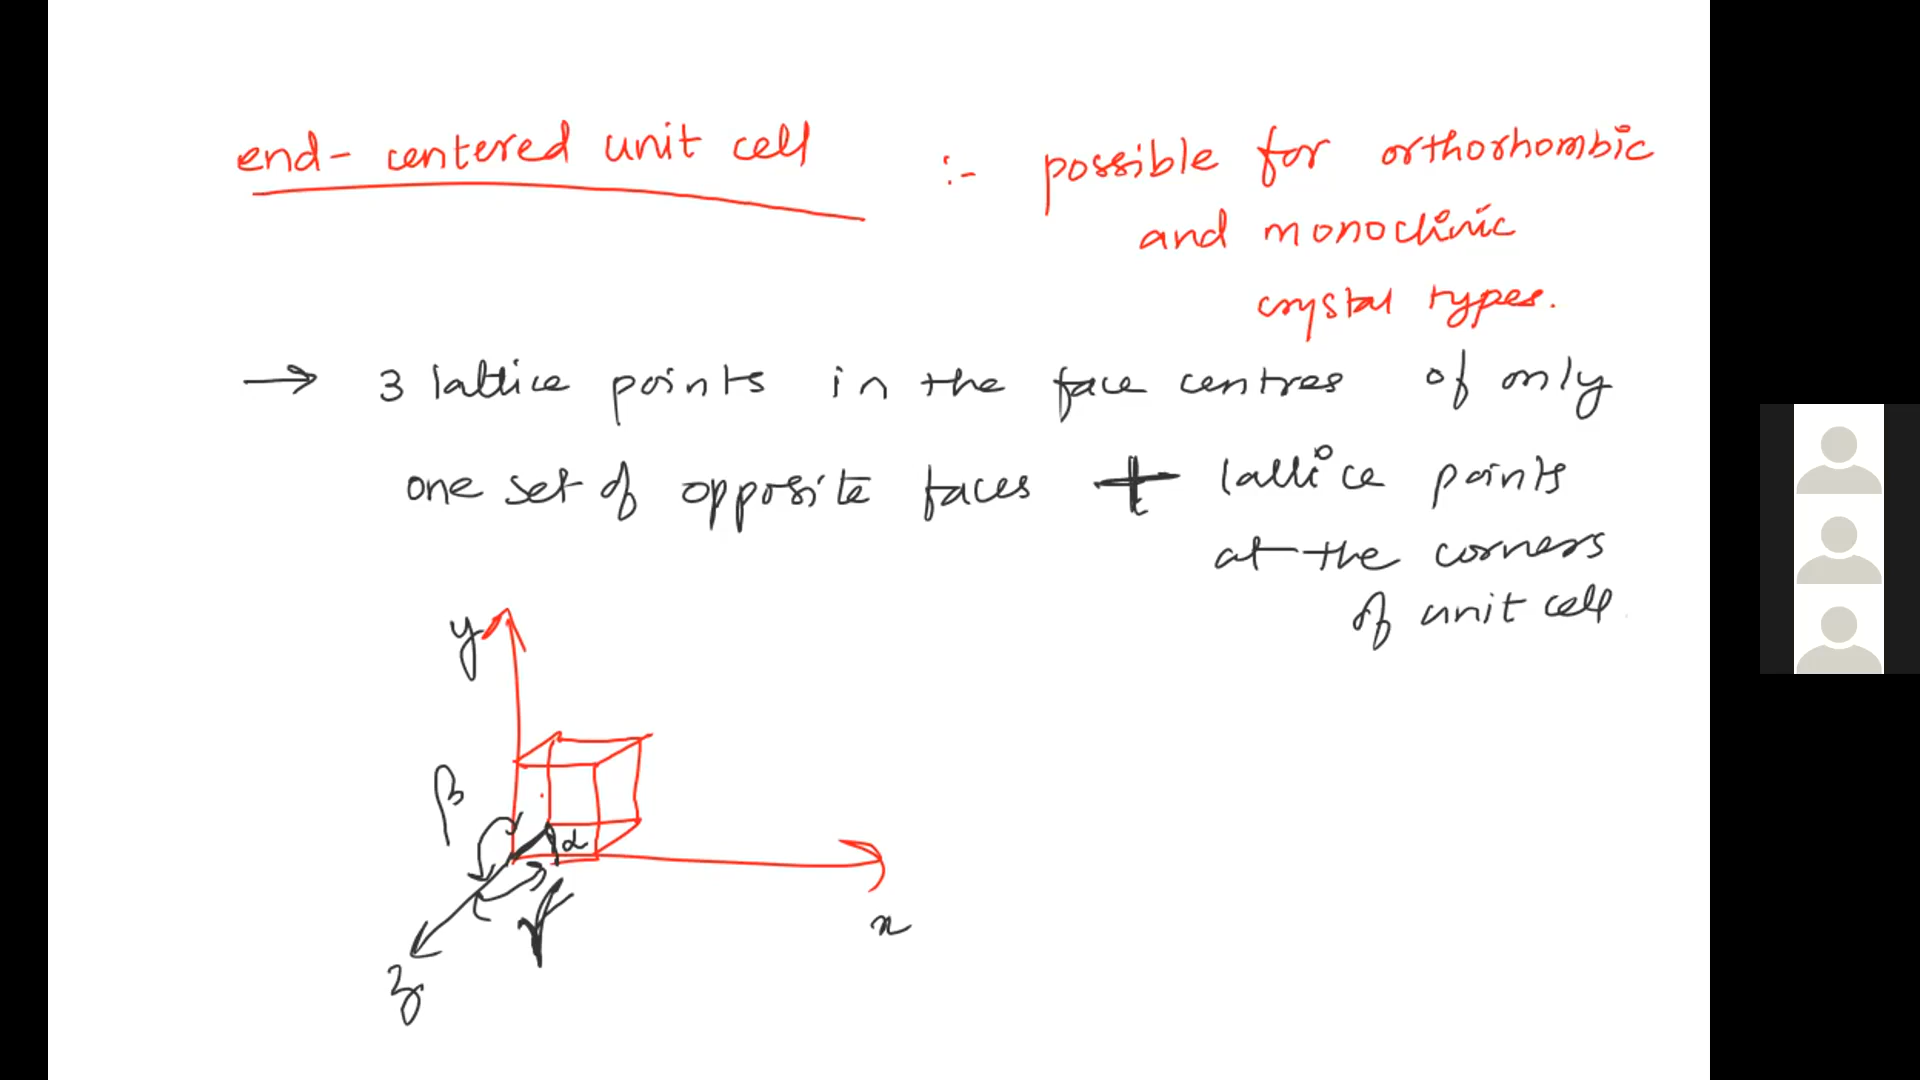 end-centered unit cell :- possible for orthorhombic
and monoclinic
crystal types.
→ 3 lattice points in the face centres of only
one set of opposite faces + lattice points
at the corners
of unit cell
y
β
α
γ
x
z